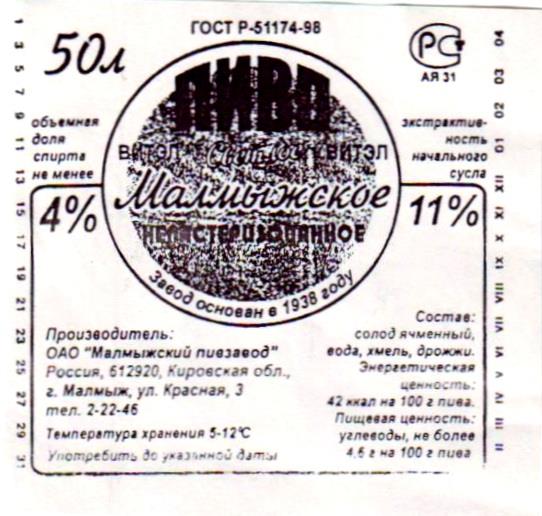 ГОСТ Р-51174-98
50л
РСТ
АЯ 31
ПИВО
объемная
доля
спирта
не менее
4%
экстрактив-
ность
начального
сусла
11%
ВИТЭЛ Светлое ВИТЭЛ
Малмыжское
НЕПАСТЕРИЗОВАННОЕ
Завод основан в 1938 году
Производитель:
ОАО "Малмыжский пивзавод"
Россия, 612920, Кировская обл.,
г. Малмыж, ул. Красная, 3
тел. 2-22-46
Температура хранения 5-12°С
Употребить до указанной даты
Состав:
солод ячменный,
вода, хмель, дрожжи.
Энергетическая
ценность:
42 ккал на 100 г пива.
Пищевая ценность:
углеводы, не более
4,6 г на 100 г пива
1 3 5 7 9 11 13 15 17 19 21 23 25 27 29 31
04 03 02 01 XII XI X IX VIII VII VI V IV III II I